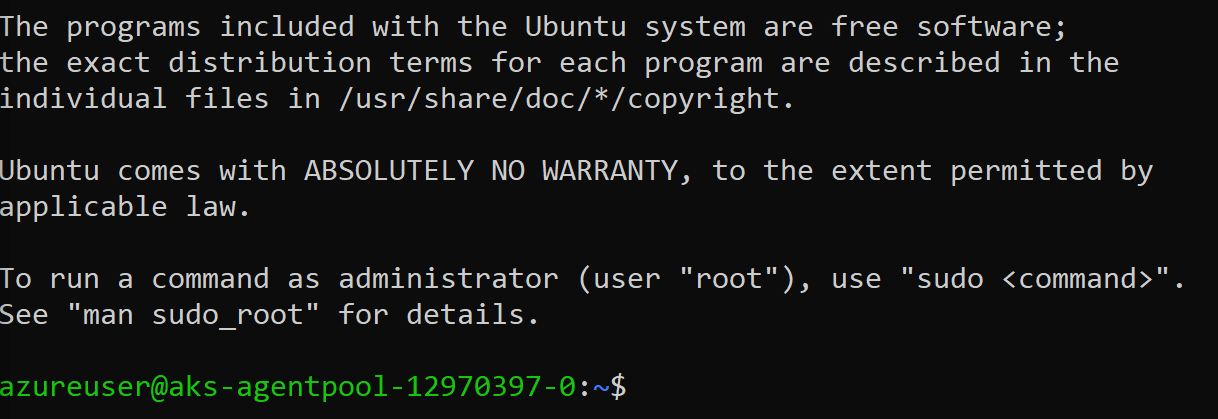 The programs included with the Ubuntu system are free software;
the exact distribution terms for each program are described in the
individual files in /usr/share/doc/*/copyright.
Ubuntu comes with ABSOLUTELY NO WARRANTY, to the extent permitted by
applicable law.
To run a command as administrator (user "root"), use "sudo <command>".
See "man sudo_root" for details.
azureuser@aks-agentpool-12970397-0:~$